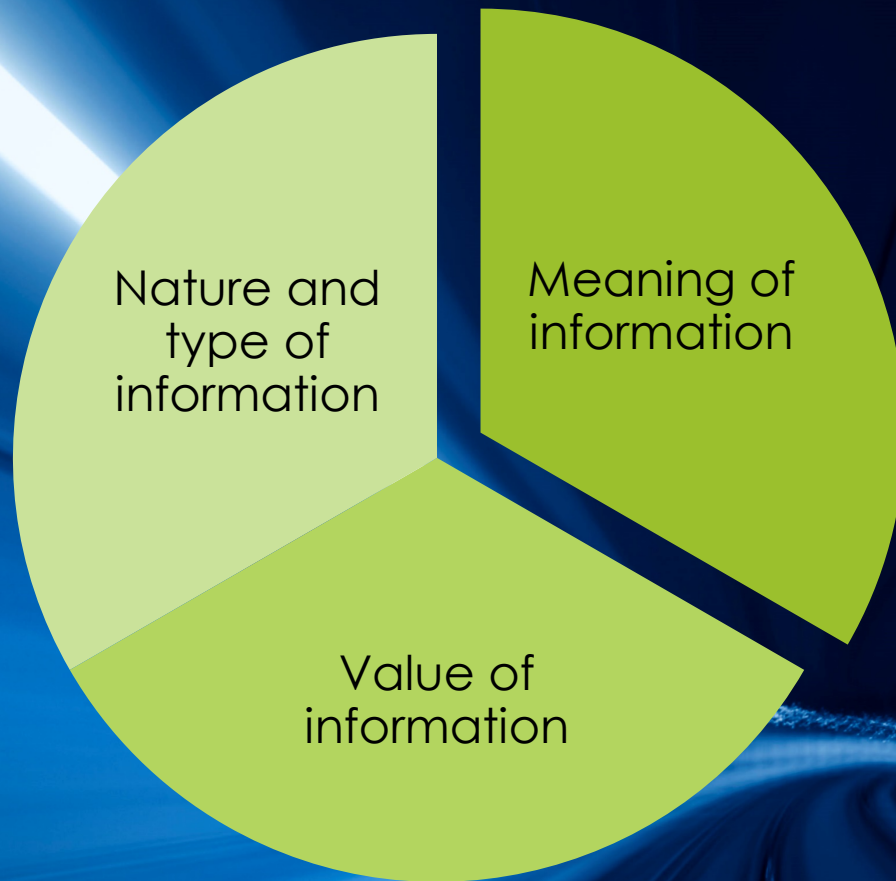 Nature and
type of
information
Meaning of
information
Value of
information